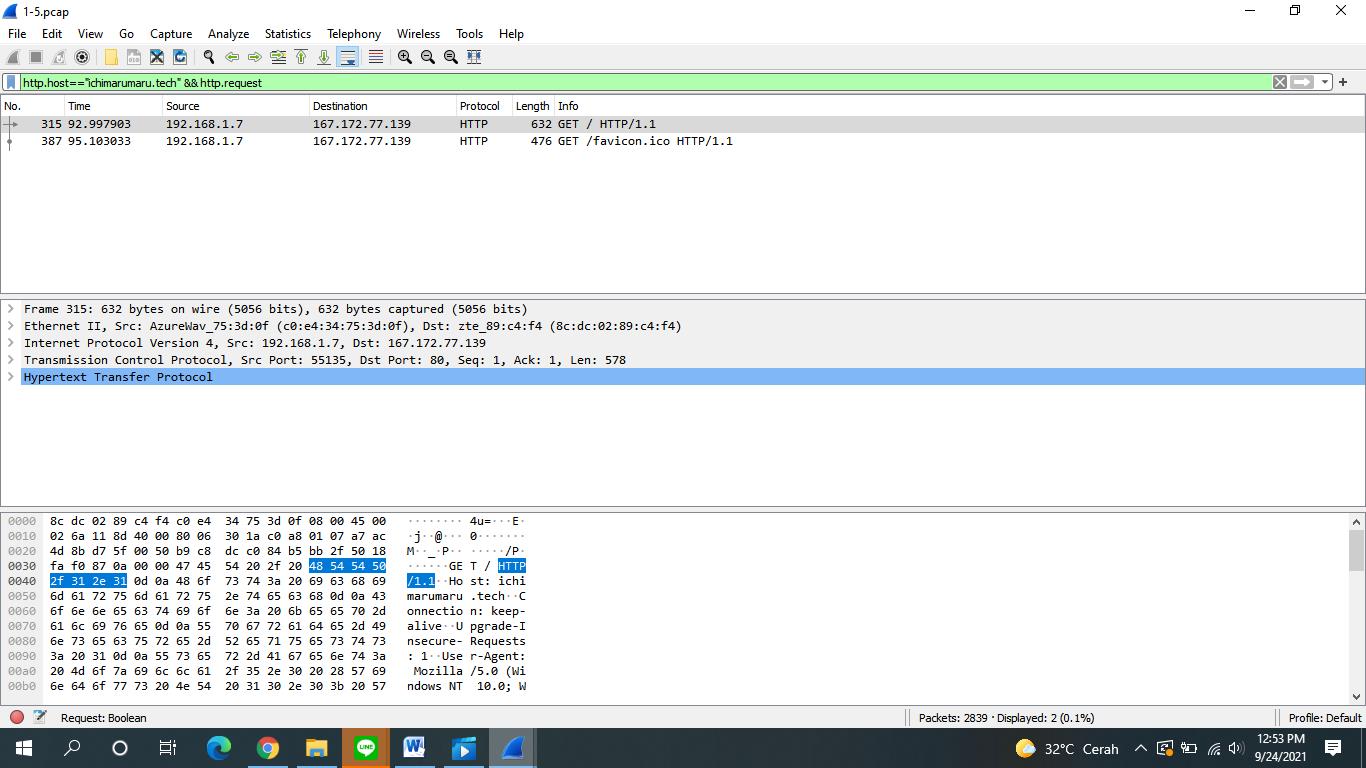 1-5.pcap
File Edit View Go Capture Analyze Statistics Telephony Wireless Tools Help
http.host=="ichimarumaru.tech" && http.request
No. Time Source Destination Protocol Length Info
315 92.997903 192.168.1.7 167.172.77.139 HTTP 632 GET / HTTP/1.1
387 95.103033 192.168.1.7 167.172.77.139 HTTP 476 GET /favicon.ico HTTP/1.1
Frame 315: 632 bytes on wire (5056 bits), 632 bytes captured (5056 bits)
Ethernet II, Src: AzureWav_75:3d:0f (c0:e4:34:75:3d:0f), Dst: zte_89:c4:f4 (8c:dc:02:89:c4:f4)
Internet Protocol Version 4, Src: 192.168.1.7, Dst: 167.172.77.139
Transmission Control Protocol, Src Port: 55135, Dst Port: 80, Seq: 1, Ack: 1, Len: 578
Hypertext Transfer Protocol
0000 8c dc 02 89 c4 f4 c0 e4 34 75 3d 0f 08 00 45 00 ········ 4u=···E·
0010 02 6a 11 8d 40 00 80 06 30 1a c0 a8 01 07 a7 ac ·j··@··· 0·······
0020 4d 8b d7 5f 00 50 b9 c8 dc c0 84 b5 bb 2f 50 18 M··_·P·· ·····/P·
0030 fa f0 87 0a 00 00 47 45 54 20 2f 20 48 54 54 50 ······GE T / HTTP
0040 2f 31 2e 31 0d 0a 48 6f 73 74 3a 20 69 63 68 69 /1.1··Ho st: ichi
0050 6d 61 72 75 6d 61 72 75 2e 74 65 63 68 0d 0a 43 marumaru .tech··C
0060 6f 6e 6e 65 63 74 69 6f 6e 3a 20 6b 65 65 70 2d onnectio n: keep-
0070 61 6c 69 76 65 0d 0a 55 70 67 72 61 64 65 2d 49 alive··U pgrade-I
0080 6e 73 65 63 75 72 65 2d 52 65 71 75 65 73 74 73 nsecure- Requests
0090 3a 20 31 0d 0a 55 73 65 72 2d 41 67 65 6e 74 3a : 1··Use r-Agent:
00a0 20 4d 6f 7a 69 6c 6c 61 2f 35 2e 30 20 28 57 69 Mozilla /5.0 (Wi
00b0 6e 64 6f 77 73 20 4e 54 20 31 30 2e 30 3b 20 57 ndows NT 10.0; W
Request: Boolean
Packets: 2839 · Displayed: 2 (0.1%)
Profile: Default
LINE
32°C Cerah
12:53 PM
9/24/2021